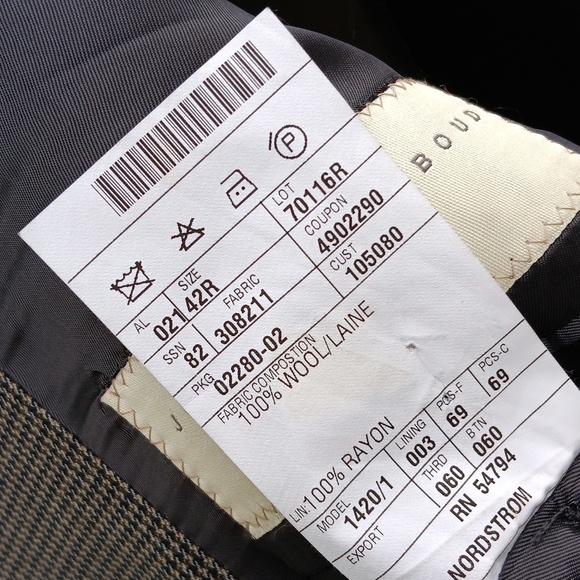 P
LOT
70116R
COUPON
4902290
CUST
105080
AL
021
SIZE
42R
SSN
82
FABRIC
308211
PKG
02280-02
FABRIC COMPOSTION
100% WOOL/LAINE
LIN:100% RAYON
MODEL
1420/1
LINING
003
PCS-F
69
PCS-C
69
EXPORT
THRD
060
BTN
060
RN 54794
NORDSTROM
BOUD
J